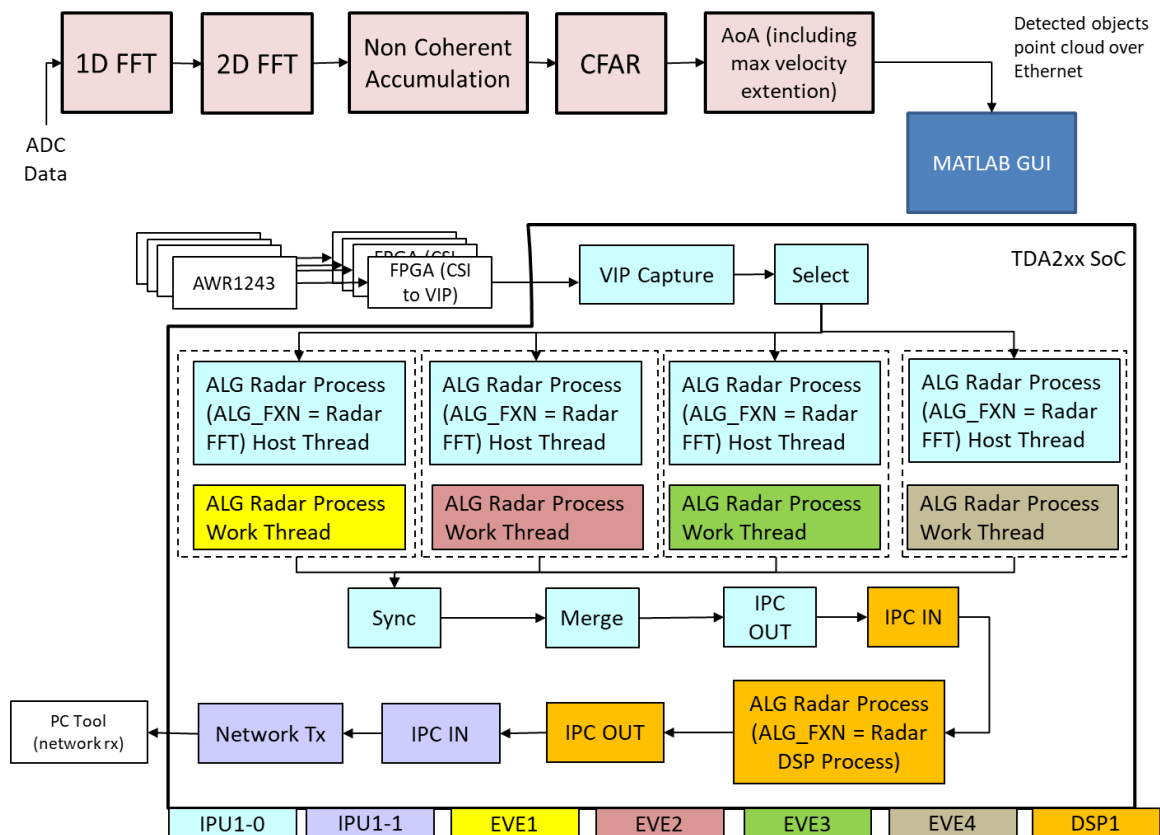 1D FFT
2D FFT
Non Coherent
Accumulation
CFAR
AoA (including
max velocity
extention)
Detected objects
point cloud over
Ethernet
ADC
Data
MATLAB GUI
AWR1243
FPGA (CSI
FPGA (CSI
to VIP)
VIP Capture
Select
TDA2xx SoC
ALG Radar Process
(ALG_FXN = Radar
FFT) Host Thread
ALG Radar Process
(ALG_FXN = Radar
FFT) Host Thread
ALG Radar Process
(ALG_FXN = Radar
FFT) Host Thread
ALG Radar Process
(ALG_FXN = Radar
FFT) Host Thread
ALG Radar Process
Work Thread
ALG Radar Process
Work Thread
ALG Radar Process
Work Thread
ALG Radar Process
Work Thread
Sync
Merge
IPC
OUT
IPC IN
PC Tool
(network rx)
Network Tx
IPC IN
IPC OUT
ALG Radar Process
(ALG_FXN = Radar
DSP Process)
IPU1-0
IPU1-1
EVE1
EVE2
EVE3
EVE4
DSP1